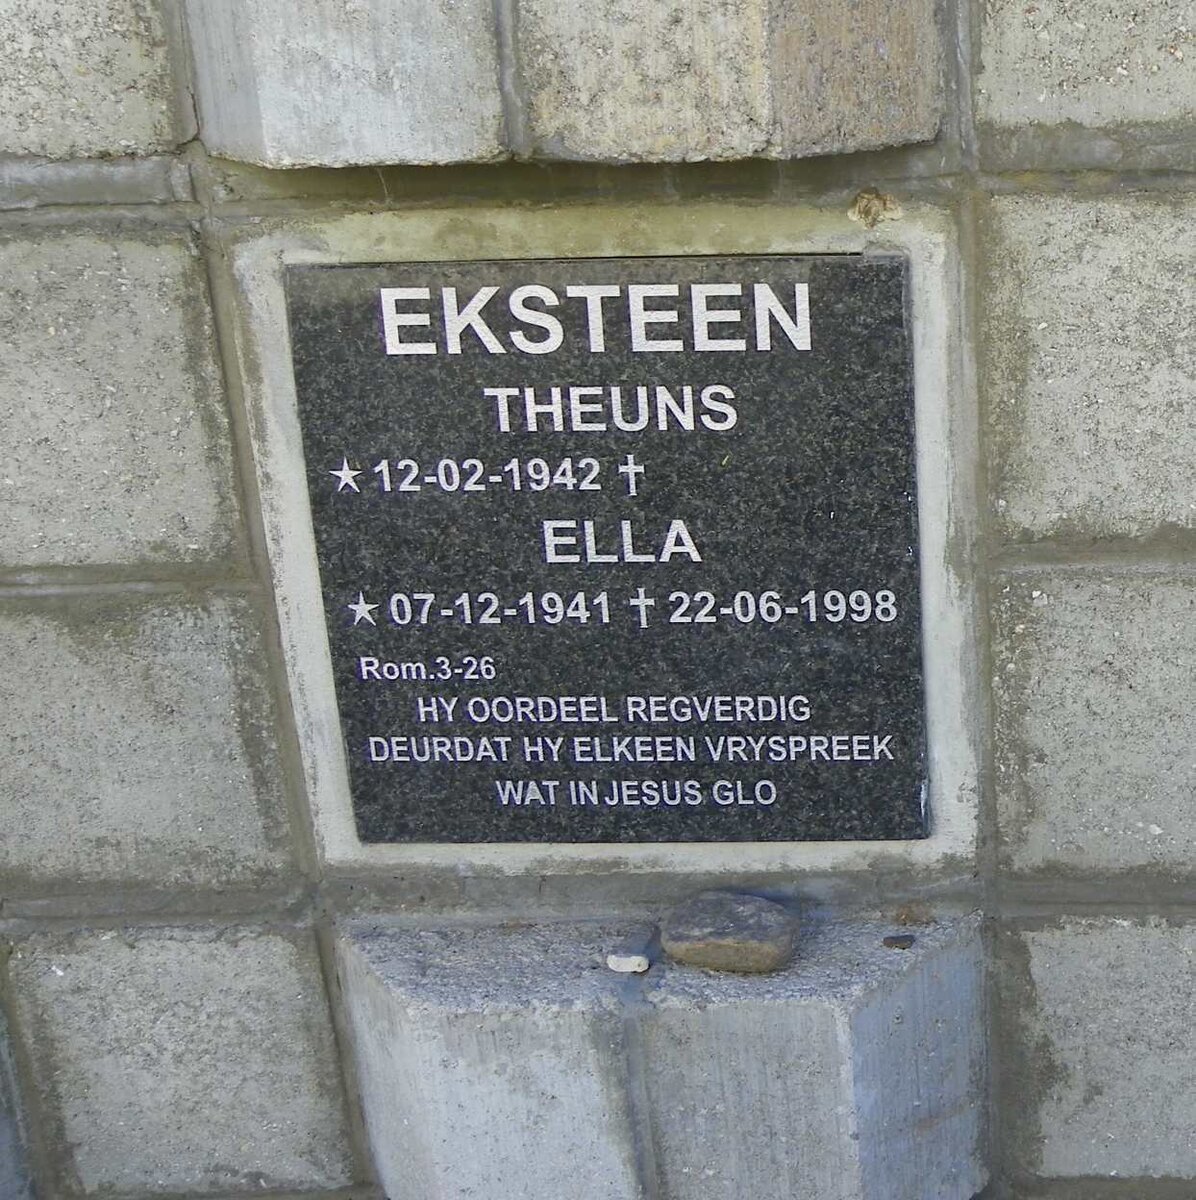 EKSTEEN
THEUNS
★ 12-02-1942 ✝
ELLA
★ 07-12-1941 ✝ 22-06-1998
Rom.3-26
HY OORDEEL REGVERDIG
DEURDAT HY ELKEEN VRYSPREEK
WAT IN JESUS GLO